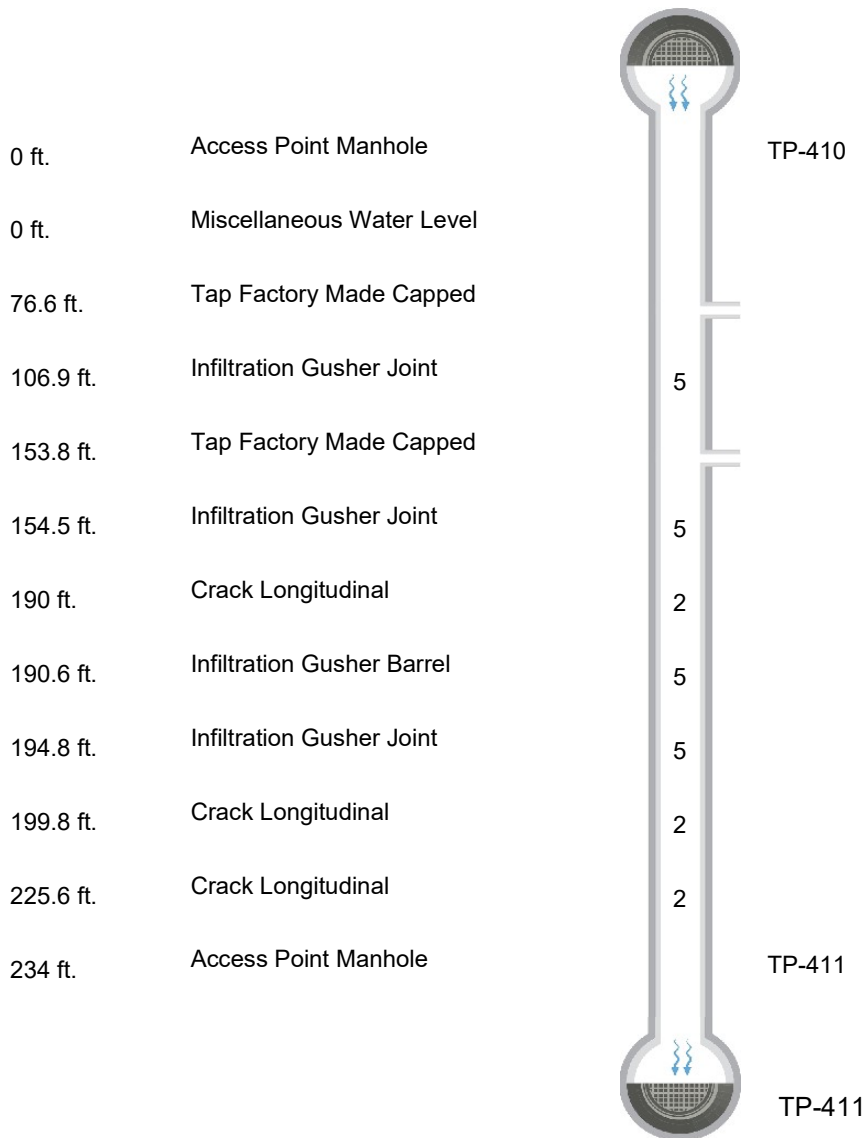 0 ft. Access Point Manhole TP-410
0 ft. Miscellaneous Water Level
76.6 ft. Tap Factory Made Capped
106.9 ft. Infiltration Gusher Joint 5
153.8 ft. Tap Factory Made Capped
154.5 ft. Infiltration Gusher Joint 5
190 ft. Crack Longitudinal 2
190.6 ft. Infiltration Gusher Barrel 5
194.8 ft. Infiltration Gusher Joint 5
199.8 ft. Crack Longitudinal 2
225.6 ft. Crack Longitudinal 2
234 ft. Access Point Manhole TP-411
TP-411